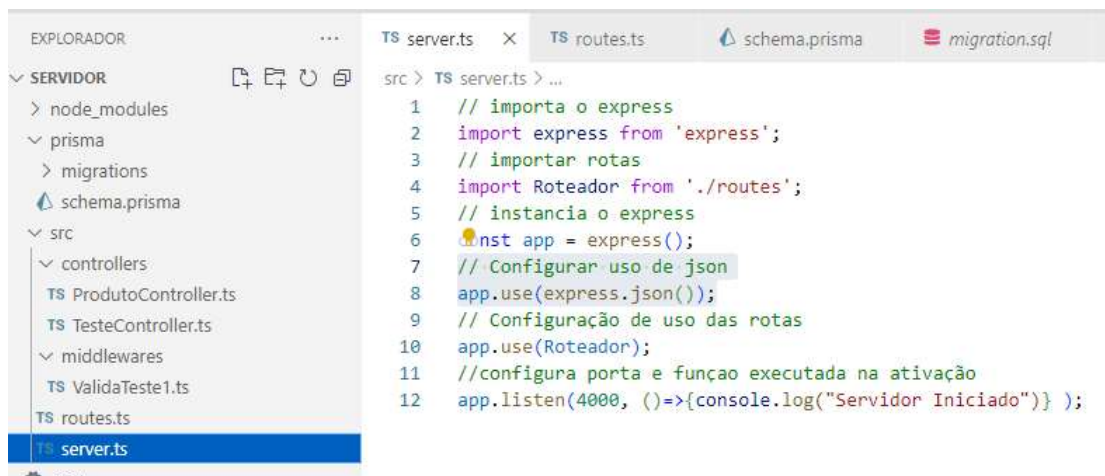 EXPLORADOR ...
SERVIDOR
node_modules
prisma
migrations
schema.prisma
src
controllers
TS ProdutoController.ts
TS TesteController.ts
middlewares
TS ValidaTeste1.ts
TS routes.ts
TS server.ts
TS server.ts × TS routes.ts schema.prisma migration.sql
src > TS server.ts > ...
1 // importa o express
2 import express from 'express';
3 // importar rotas
4 import Roteador from './routes';
5 // instancia o express
6 nst app = express();
7 // Configurar uso de json
8 app.use(express.json());
9 // Configuração de uso das rotas
10 app.use(Roteador);
11 //configura porta e funçao executada na ativação
12 app.listen(4000, ()=>{console.log("Servidor Iniciado")} );